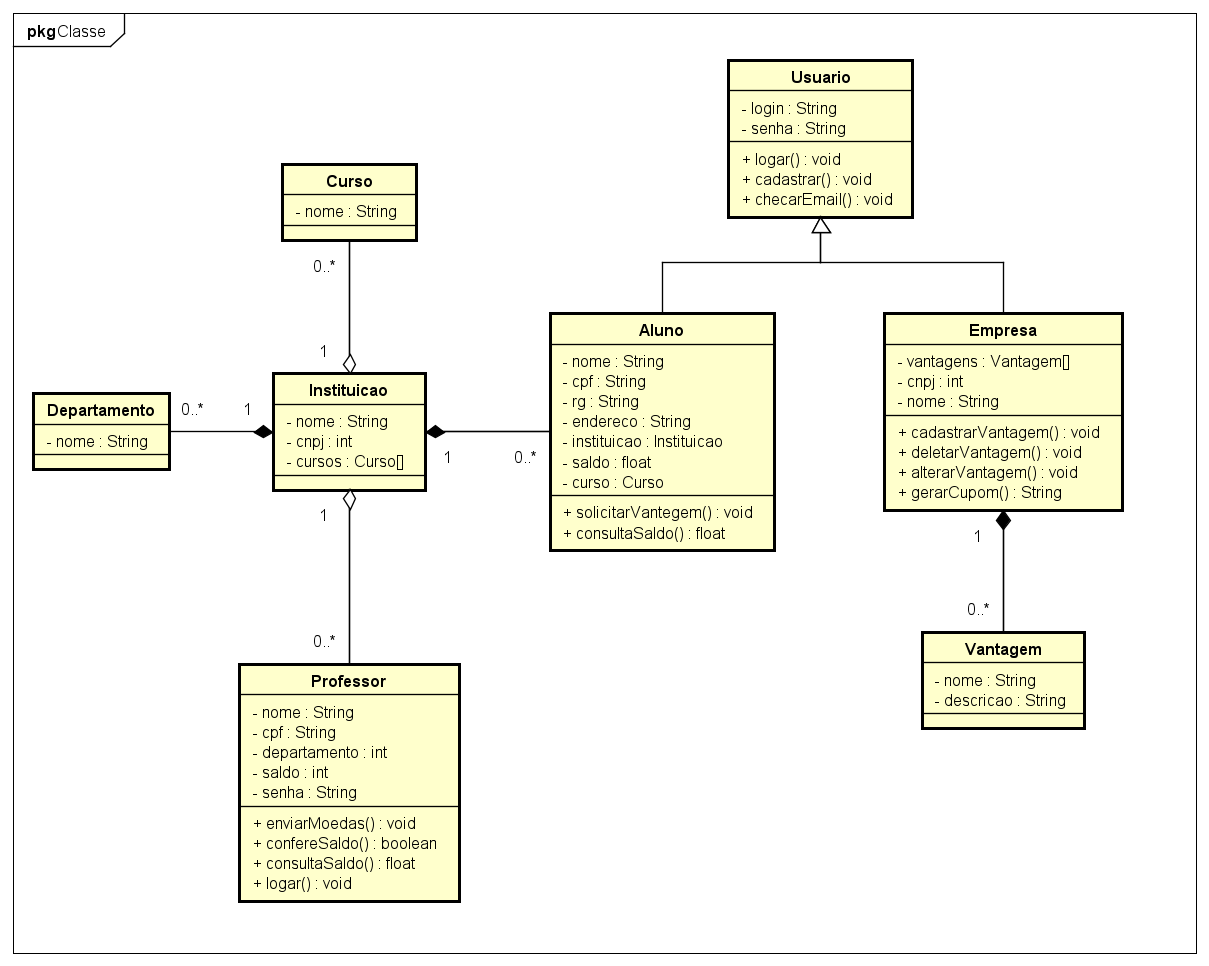 pkgClasse
Usuario
- login : String
- senha : String
+ logar() : void
+ cadastrar() : void
+ checarEmail() : void
Curso
- nome : String
0..*
1
Departamento
- nome : String
0..*
1
Instituicao
- nome : String
- cnpj : int
- cursos : Curso[]
1
0..*
Aluno
- nome : String
- cpf : String
- rg : String
- endereco : String
- instituicao : Instituicao
- saldo : float
- curso : Curso
+ solicitarVantegem() : void
+ consultaSaldo() : float
Empresa
- vantagens : Vantagem[]
- cnpj : int
- nome : String
+ cadastrarVantagem() : void
+ deletarVantagem() : void
+ alterarVantagem() : void
+ gerarCupom() : String
1
0..*
Vantagem
- nome : String
- descricao : String
1
0..*
Professor
- nome : String
- cpf : String
- departamento : int
- saldo : int
- senha : String
+ enviarMoedas() : void
+ confereSaldo() : boolean
+ consultaSaldo() : float
+ logar() : void